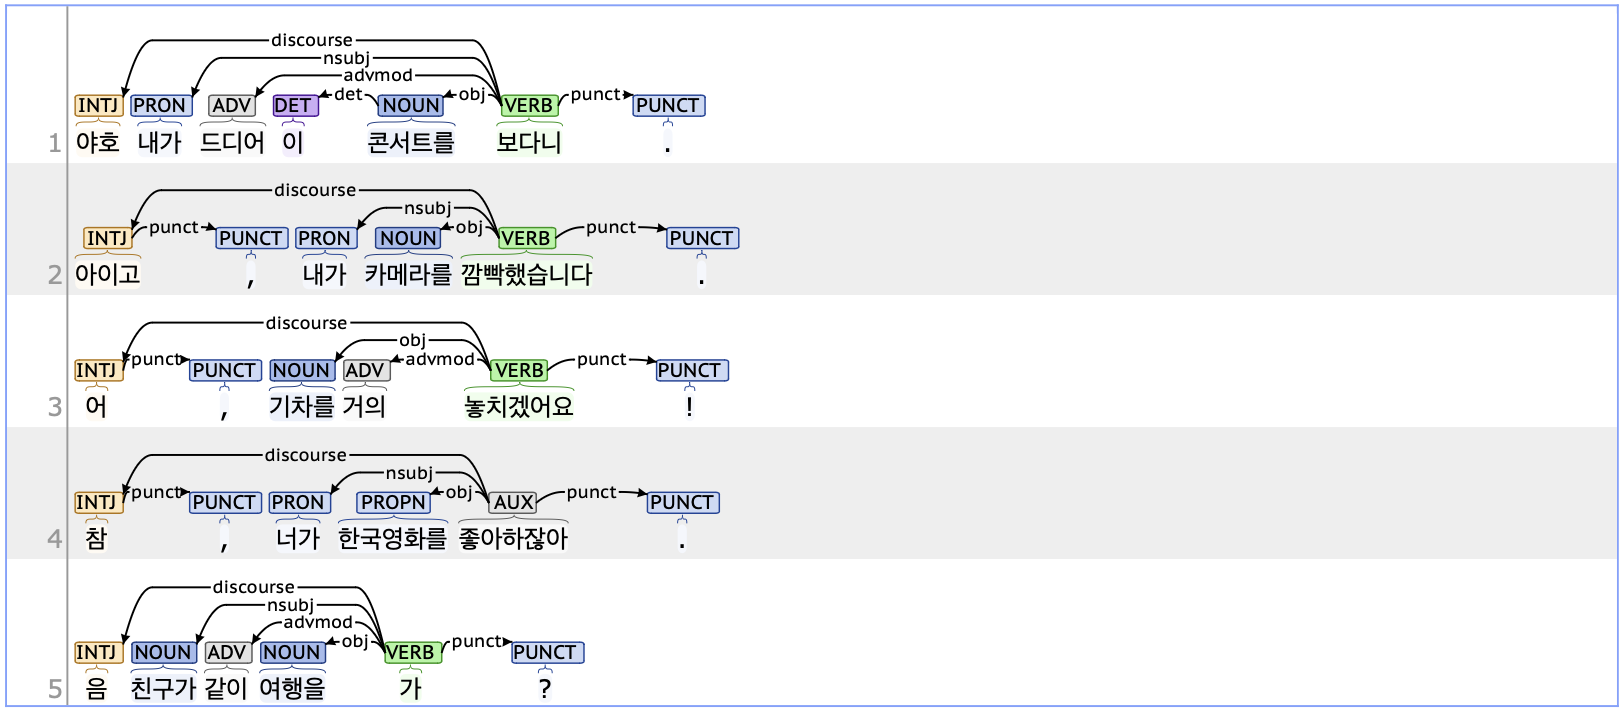 discourse
nsubj
advmod
det obj punct
INTJ PRON ADV DET NOUN VERB PUNCT
1 야호 내가 드디어 이 콘서트를 보다니 .
discourse
nsubj
punct obj punct
INTJ PUNCT PRON NOUN VERB PUNCT
2 아이고 , 내가 카메라를 깜빡했습니다 .
discourse
obj
punct advmod punct
INTJ PUNCT NOUN ADV VERB PUNCT
3 어 , 기차를 거의 놓치겠어요 !
discourse
nsubj
punct obj punct
INTJ PUNCT PRON PROPN AUX PUNCT
4 참 , 너가 한국영화를 좋아하잖아 .
discourse
nsubj
advmod
obj punct
INTJ NOUN ADV NOUN VERB PUNCT
5 음 친구가 같이 여행을 가 ?